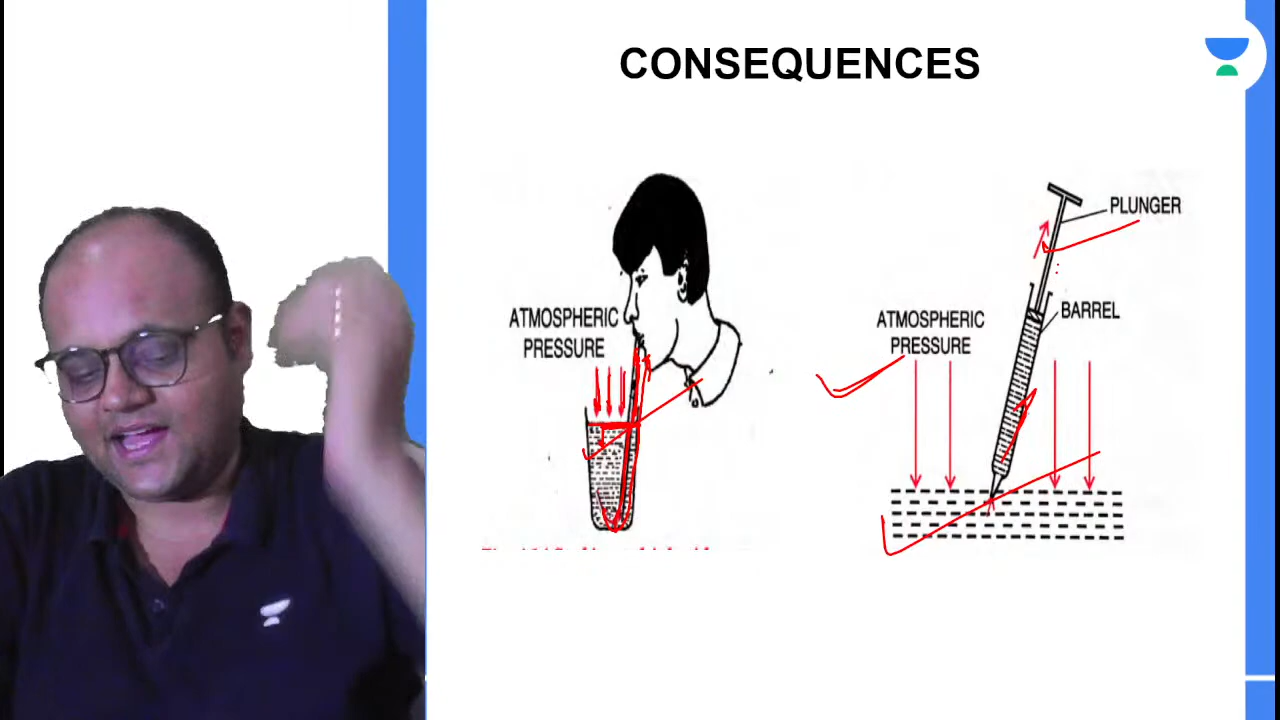 CONSEQUENCES
ATMOSPHERIC
PRESSURE
PLUNGER
BARREL
ATMOSPHERIC
PRESSURE